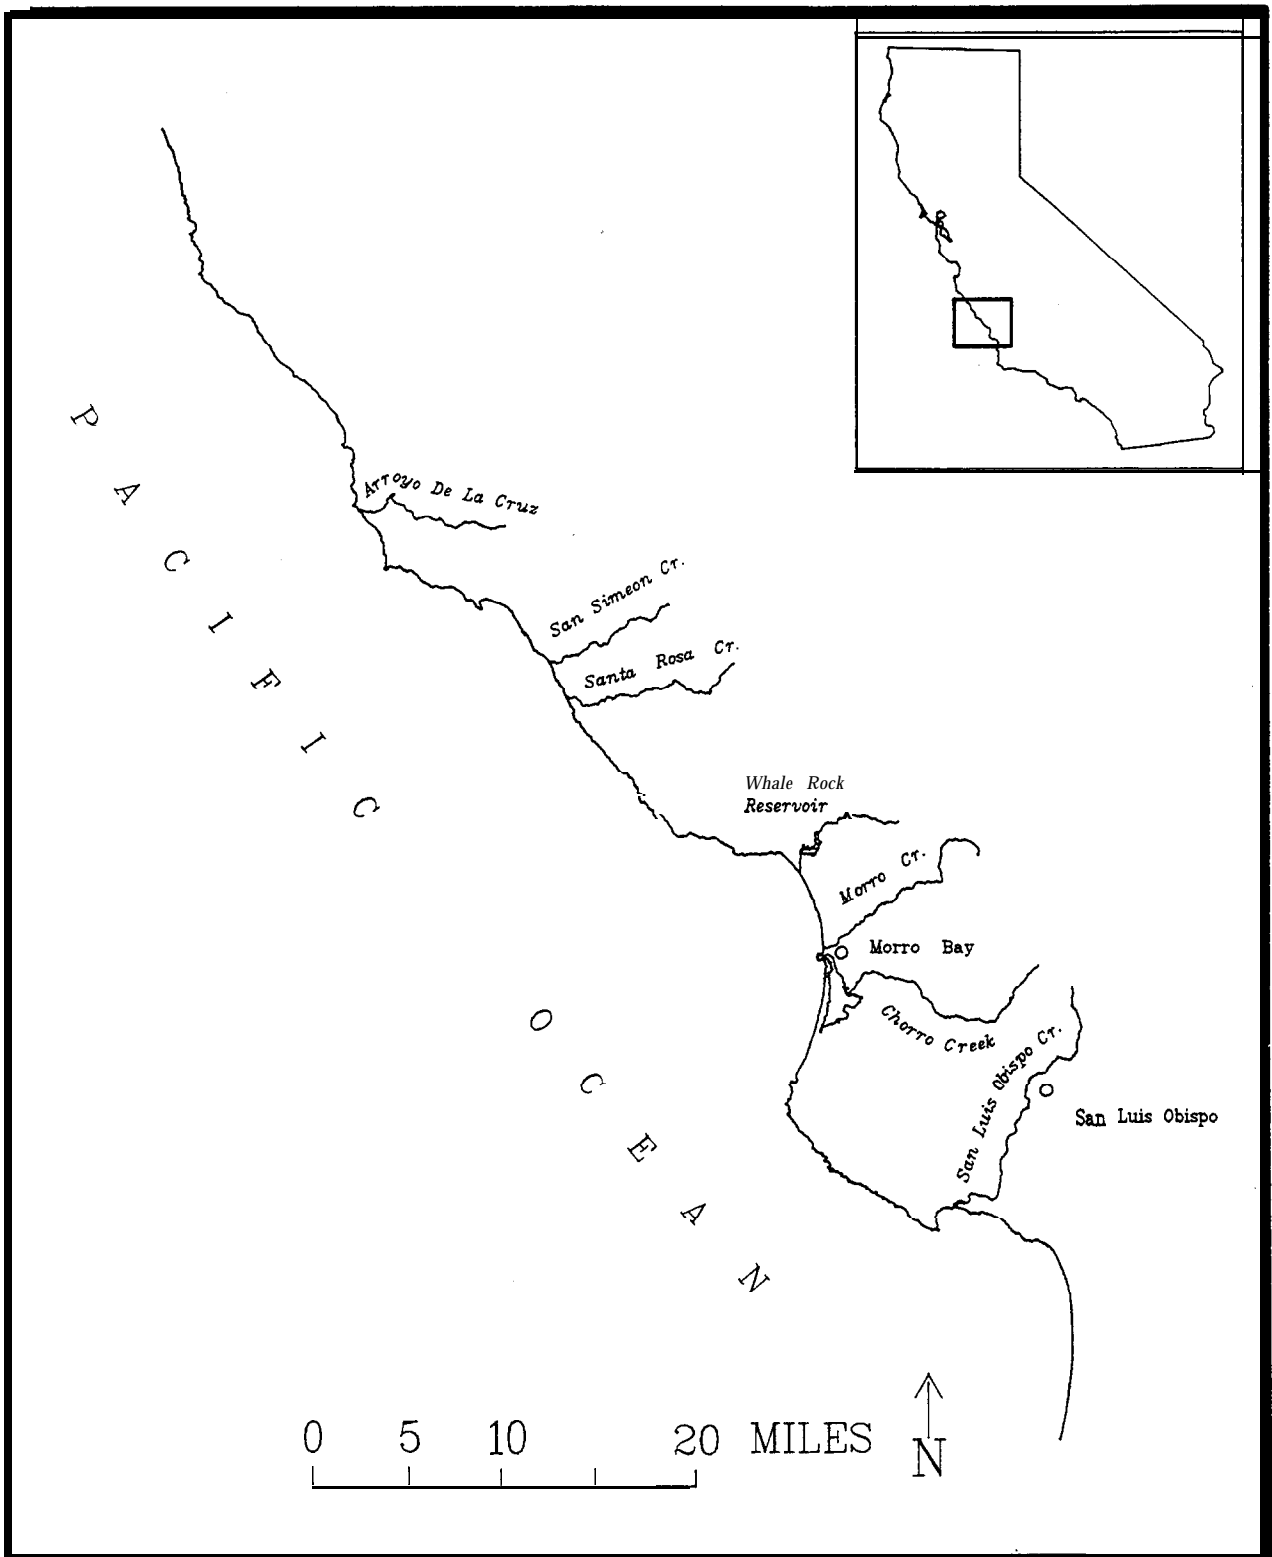 PACIFIC
Arroyo De La Cruz
San Simeon Cr.
Santa Rosa Cr.
Whale Rock
Reservoir
Morro Cr.
Morro Bay
Chorro Creek
San Luis Obispo Cr.
San Luis Obispo
OCEAN
0 5 10 20 MILES
N